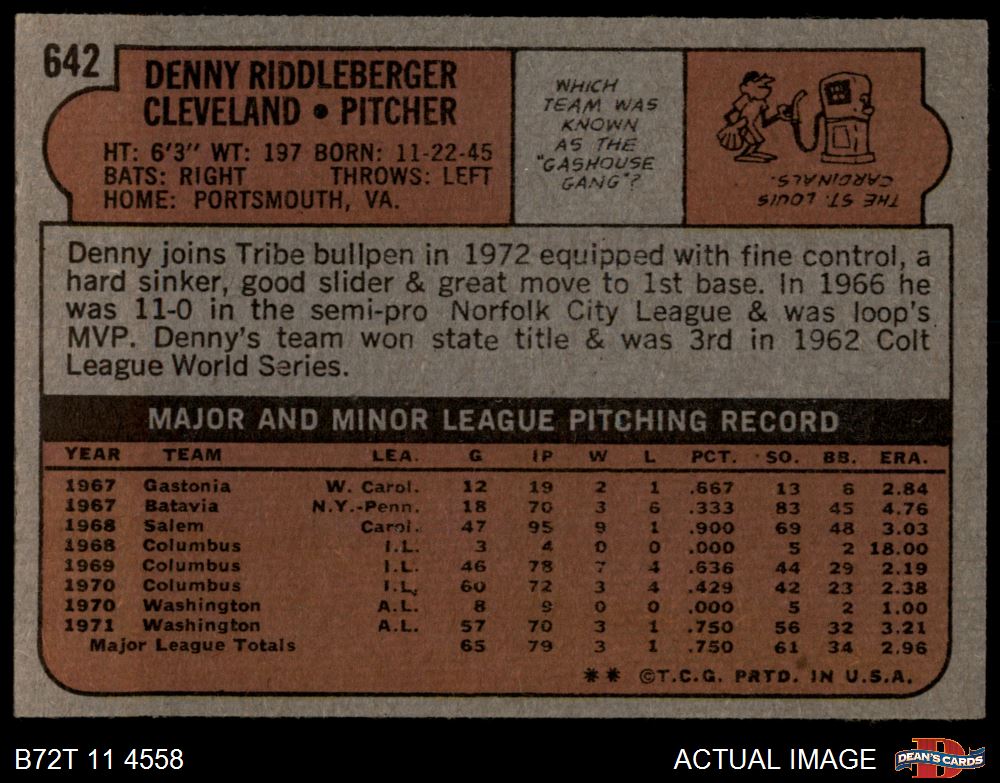 642
DENNY RIDDLEBERGER
CLEVELAND • PITCHER
HT: 6'3" WT: 197 BORN: 11-22-45
BATS: RIGHT THROWS: LEFT
HOME: PORTSMOUTH, VA.
WHICH
TEAM WAS
KNOWN
AS THE
"GASHOUSE
GANG"?
THE ST. LOUIS
CARDINALS.
Denny joins Tribe bullpen in 1972 equipped with fine control, a
hard sinker, good slider & great move to 1st base. In 1966 he
was 11-0 in the semi-pro Norfolk City League & was loop's
MVP. Denny's team won state title & was 3rd in 1962 Colt
League World Series.
MAJOR AND MINOR LEAGUE PITCHING RECORD
YEAR TEAM LEA. G IP W L PCT. SO. BB. ERA.
1967 Gastonia W. Carol. 12 19 2 1 .667 13 6 2.84
1967 Batavia N.Y.-Penn. 18 70 3 6 .333 83 45 4.76
1968 Salem Carol. 47 95 9 1 .900 69 48 3.03
1968 Columbus I.L. 3 4 0 0 .000 5 2 18.00
1969 Columbus I.L. 46 78 7 4 .636 44 29 2.19
1970 Columbus I.L. 60 72 3 4 .429 42 23 2.38
1970 Washington A.L. 8 9 0 0 .000 5 2 1.00
1971 Washington A.L. 57 70 3 1 .750 56 32 3.21
Major League Totals 65 79 3 1 .750 61 34 2.96
** ©T.C.G. PRTD. IN U.S.A.
B72T 11 4558
ACTUAL IMAGE
D
DEAN'S CARDS